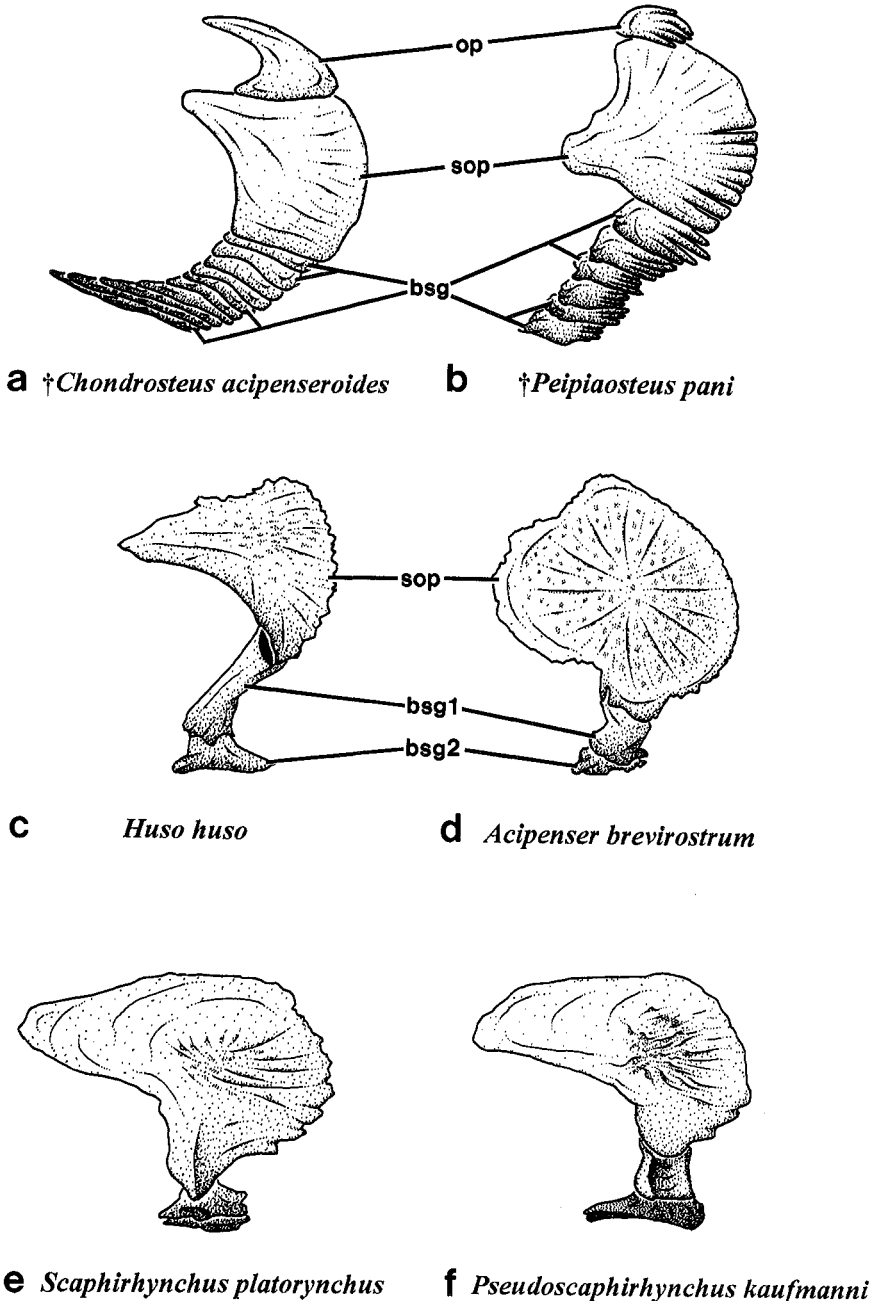 op
sop
bsg
a †Chondrosteus acipenseroides
b †Peipiaosteus pani
sop
bsg1
bsg2
c Huso huso
d Acipenser brevirostrum
e Scaphirhynchus platorynchus
f Pseudoscaphirhynchus kaufmanni